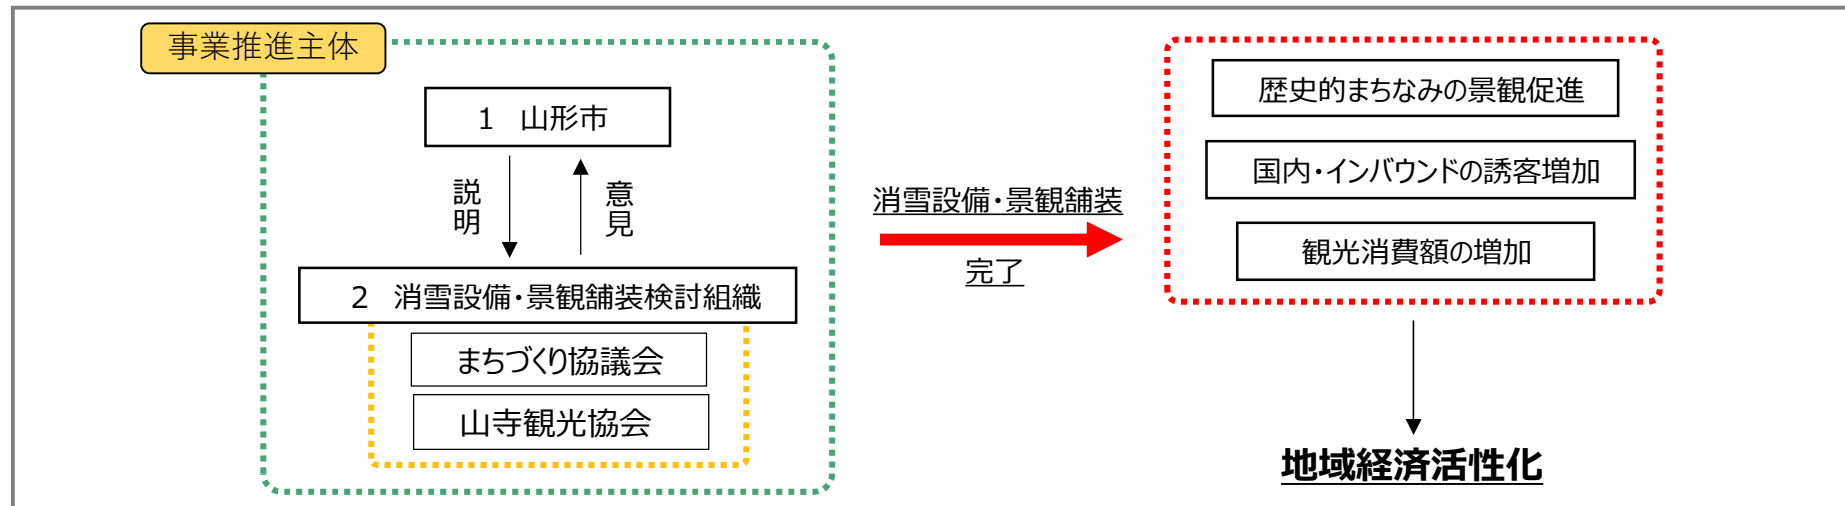 事業推進主体
1 山形市
説明
意見
2 消雪設備・景観舗装検討組織
まちづくり協議会
山寺観光協会
消雪設備・景観舗装
完了
歴史的まちなみの景観促進
国内・インバウンドの誘客増加
観光消費額の増加
地域経済活性化